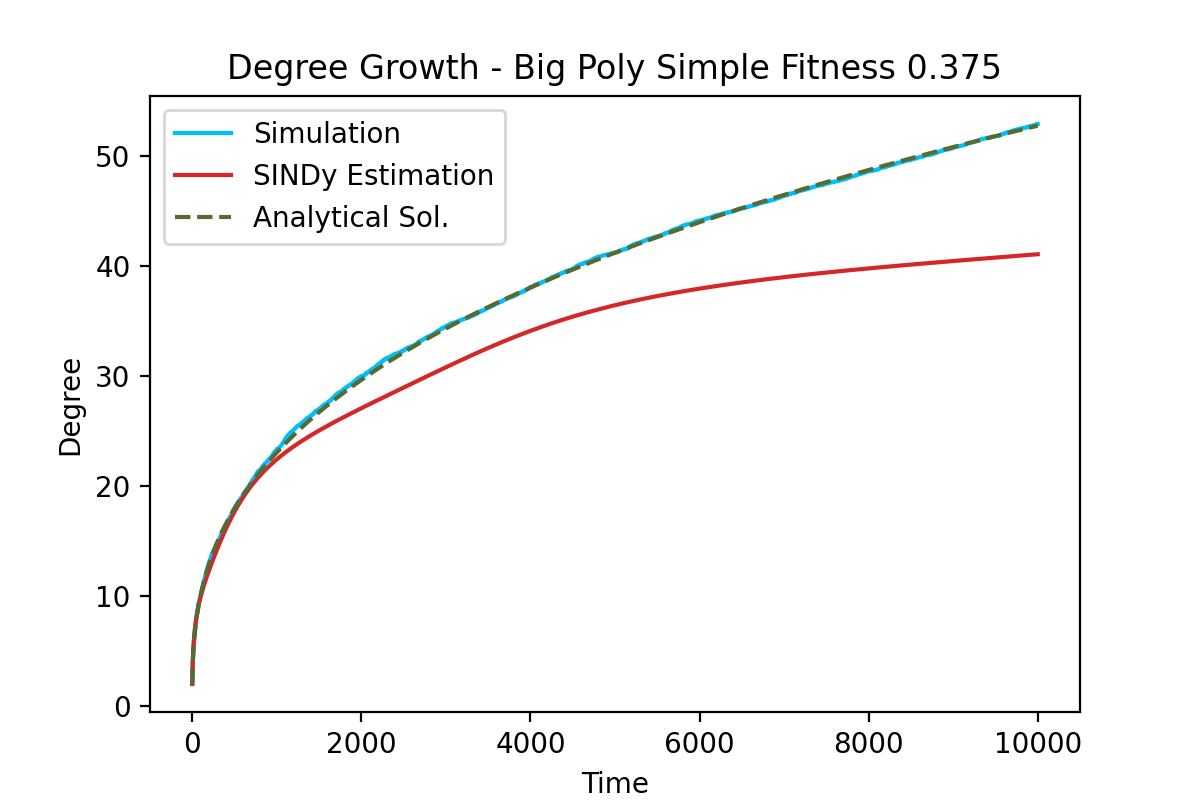 Degree Growth - Big Poly Simple Fitness 0.375
Simulation
SINDy Estimation
Analytical Sol.
50
40
30
20
10
0
Degree
0 2000 4000 6000 8000 10000
Time